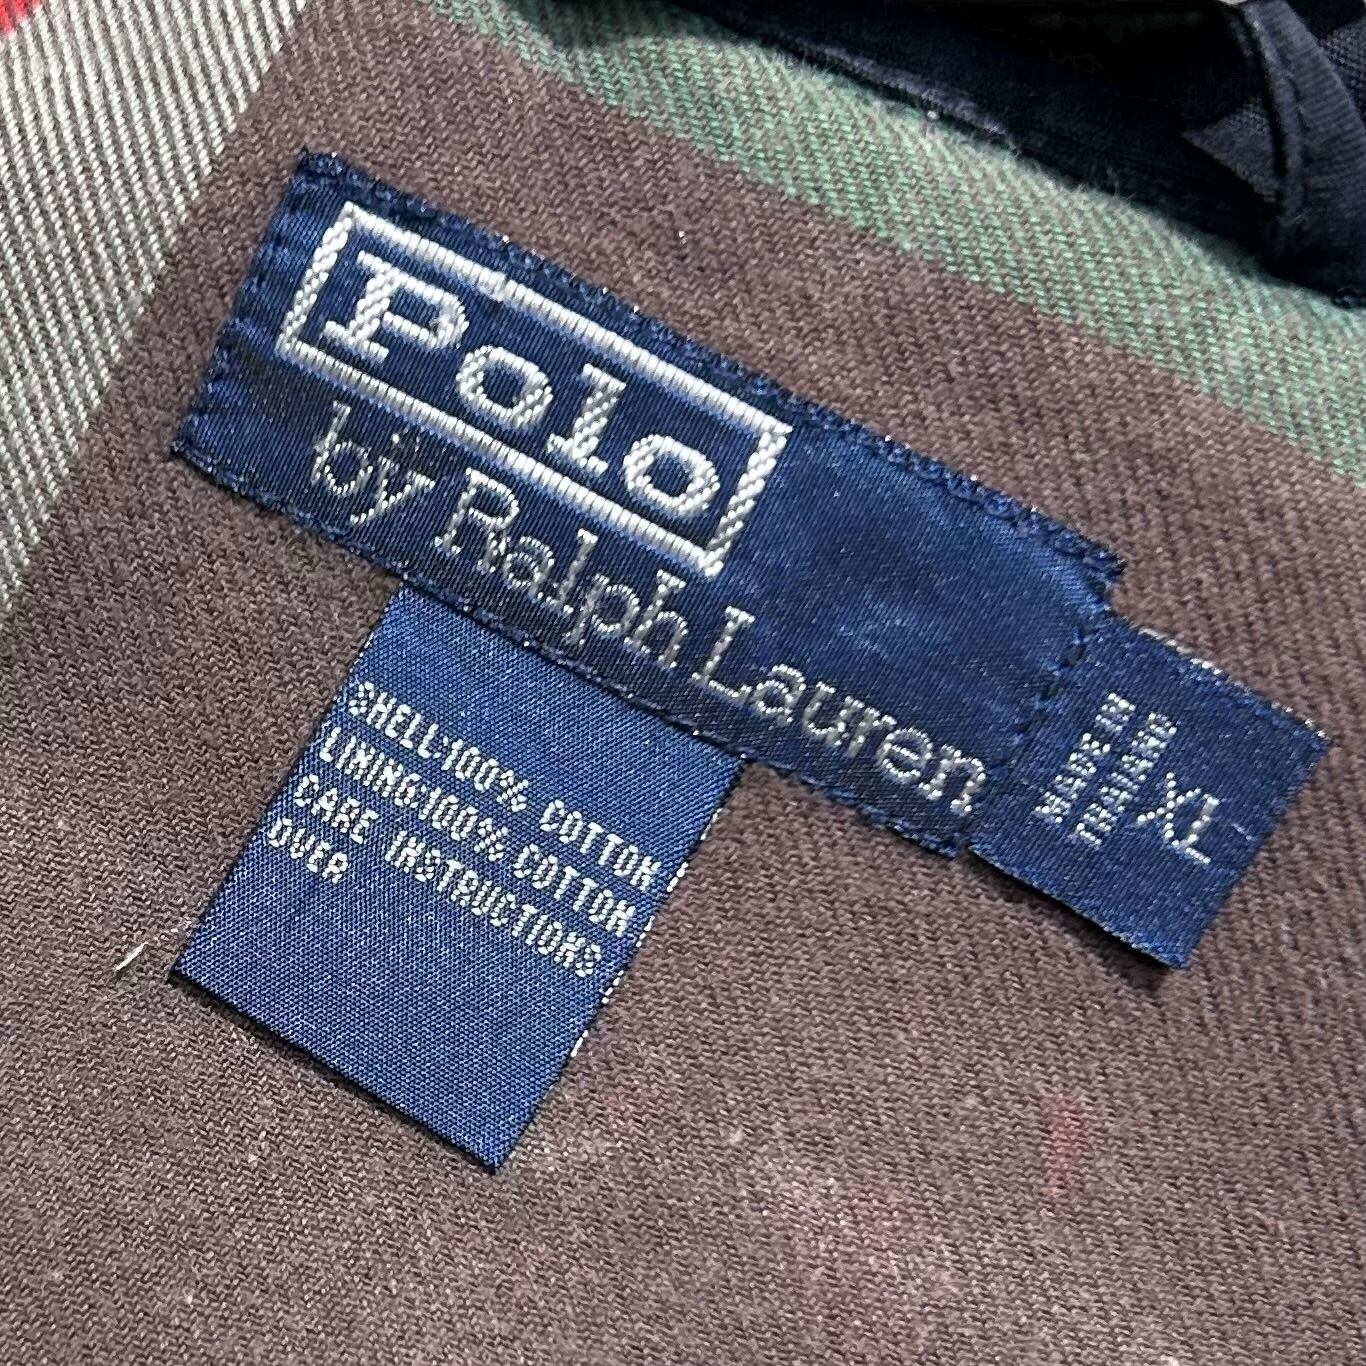 Polo
by Ralph Lauren
MADE IN
THAILAND
XL
SHELL:100% COTTON
LINING:100% COTTON
CARE INSTRUCTIONS
OVER